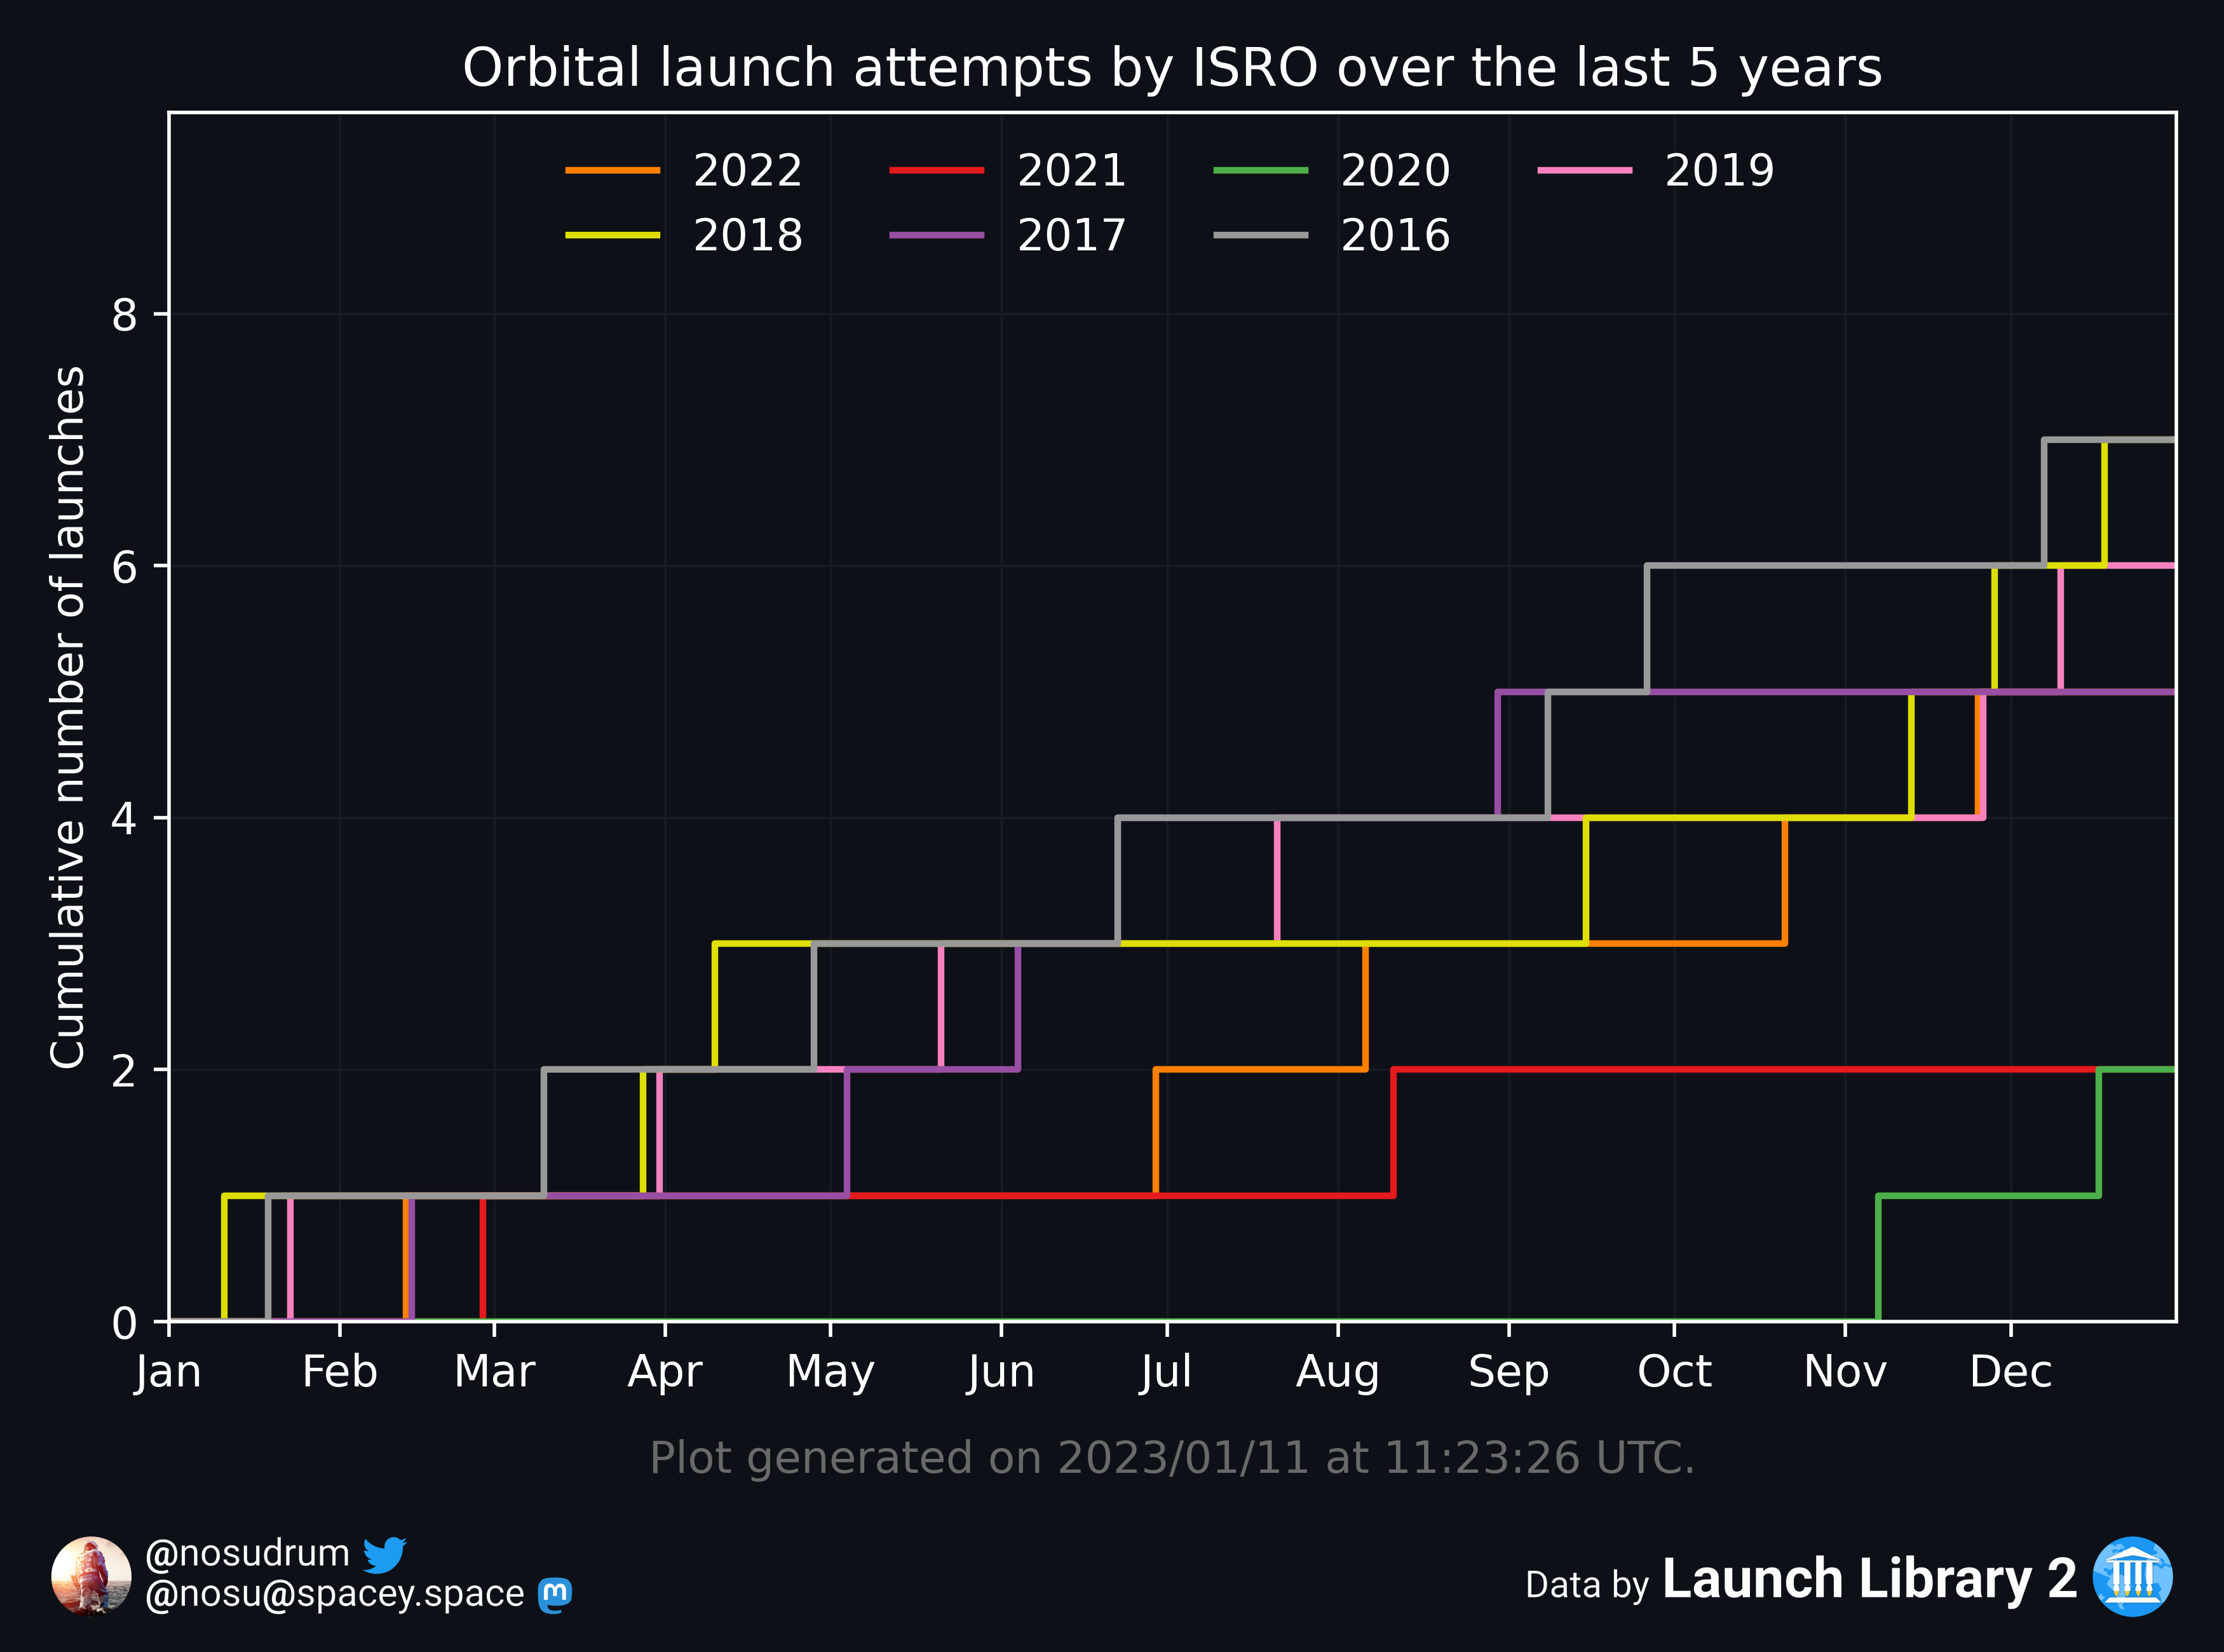 Orbital launch attempts by ISRO over the last 5 years
2022 2021 2020 2019
2018 2017 2016
Cumulative number of launches
8
6
4
2
0
Jan Feb Mar Apr May Jun Jul Aug Sep Oct Nov Dec
Plot generated on 2023/01/11 at 11:23:26 UTC.
@nosudrum
@nosu@spacey.space
Data by Launch Library 2